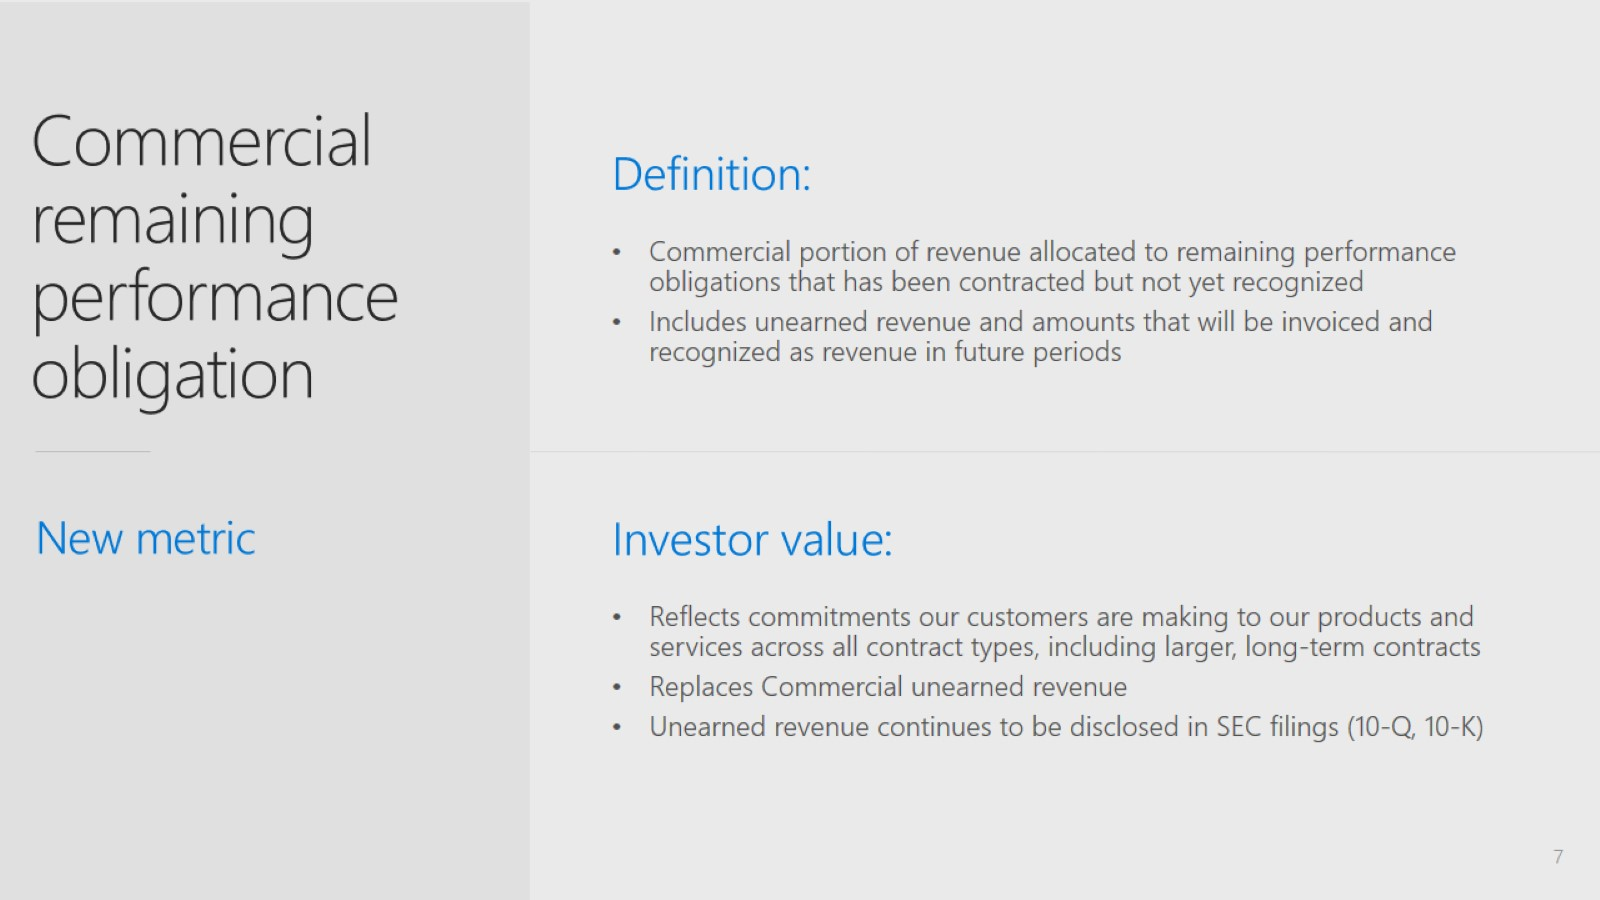 Commercial
remaining
performance
obligation
New metric
Definition:
• Commercial portion of revenue allocated to remaining performance
obligations that has been contracted but not yet recognized
• Includes unearned revenue and amounts that will be invoiced and
recognized as revenue in future periods
Investor value:
• Reflects commitments our customers are making to our products and
services across all contract types, including larger, long-term contracts
• Replaces Commercial unearned revenue
• Unearned revenue continues to be disclosed in SEC filings (10-Q, 10-K)
7